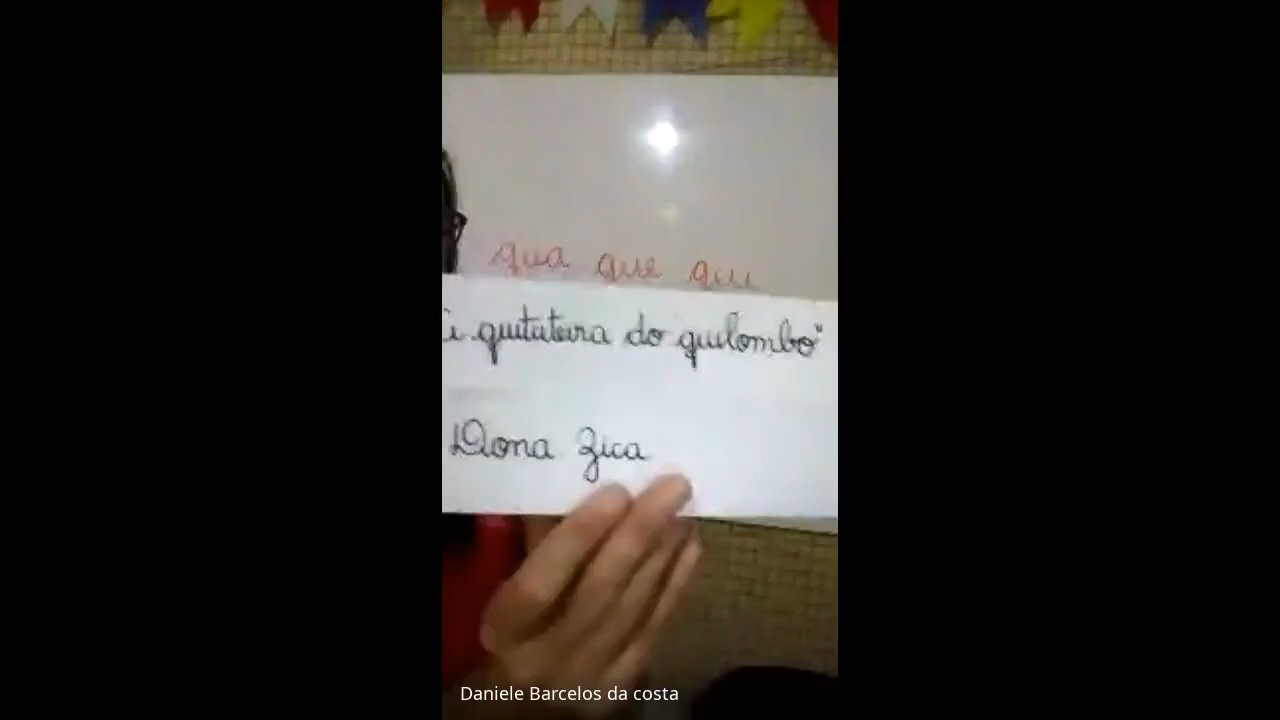 qua que qui
quituteira do quilombo"
Dona Zica
Daniele Barcelos da costa